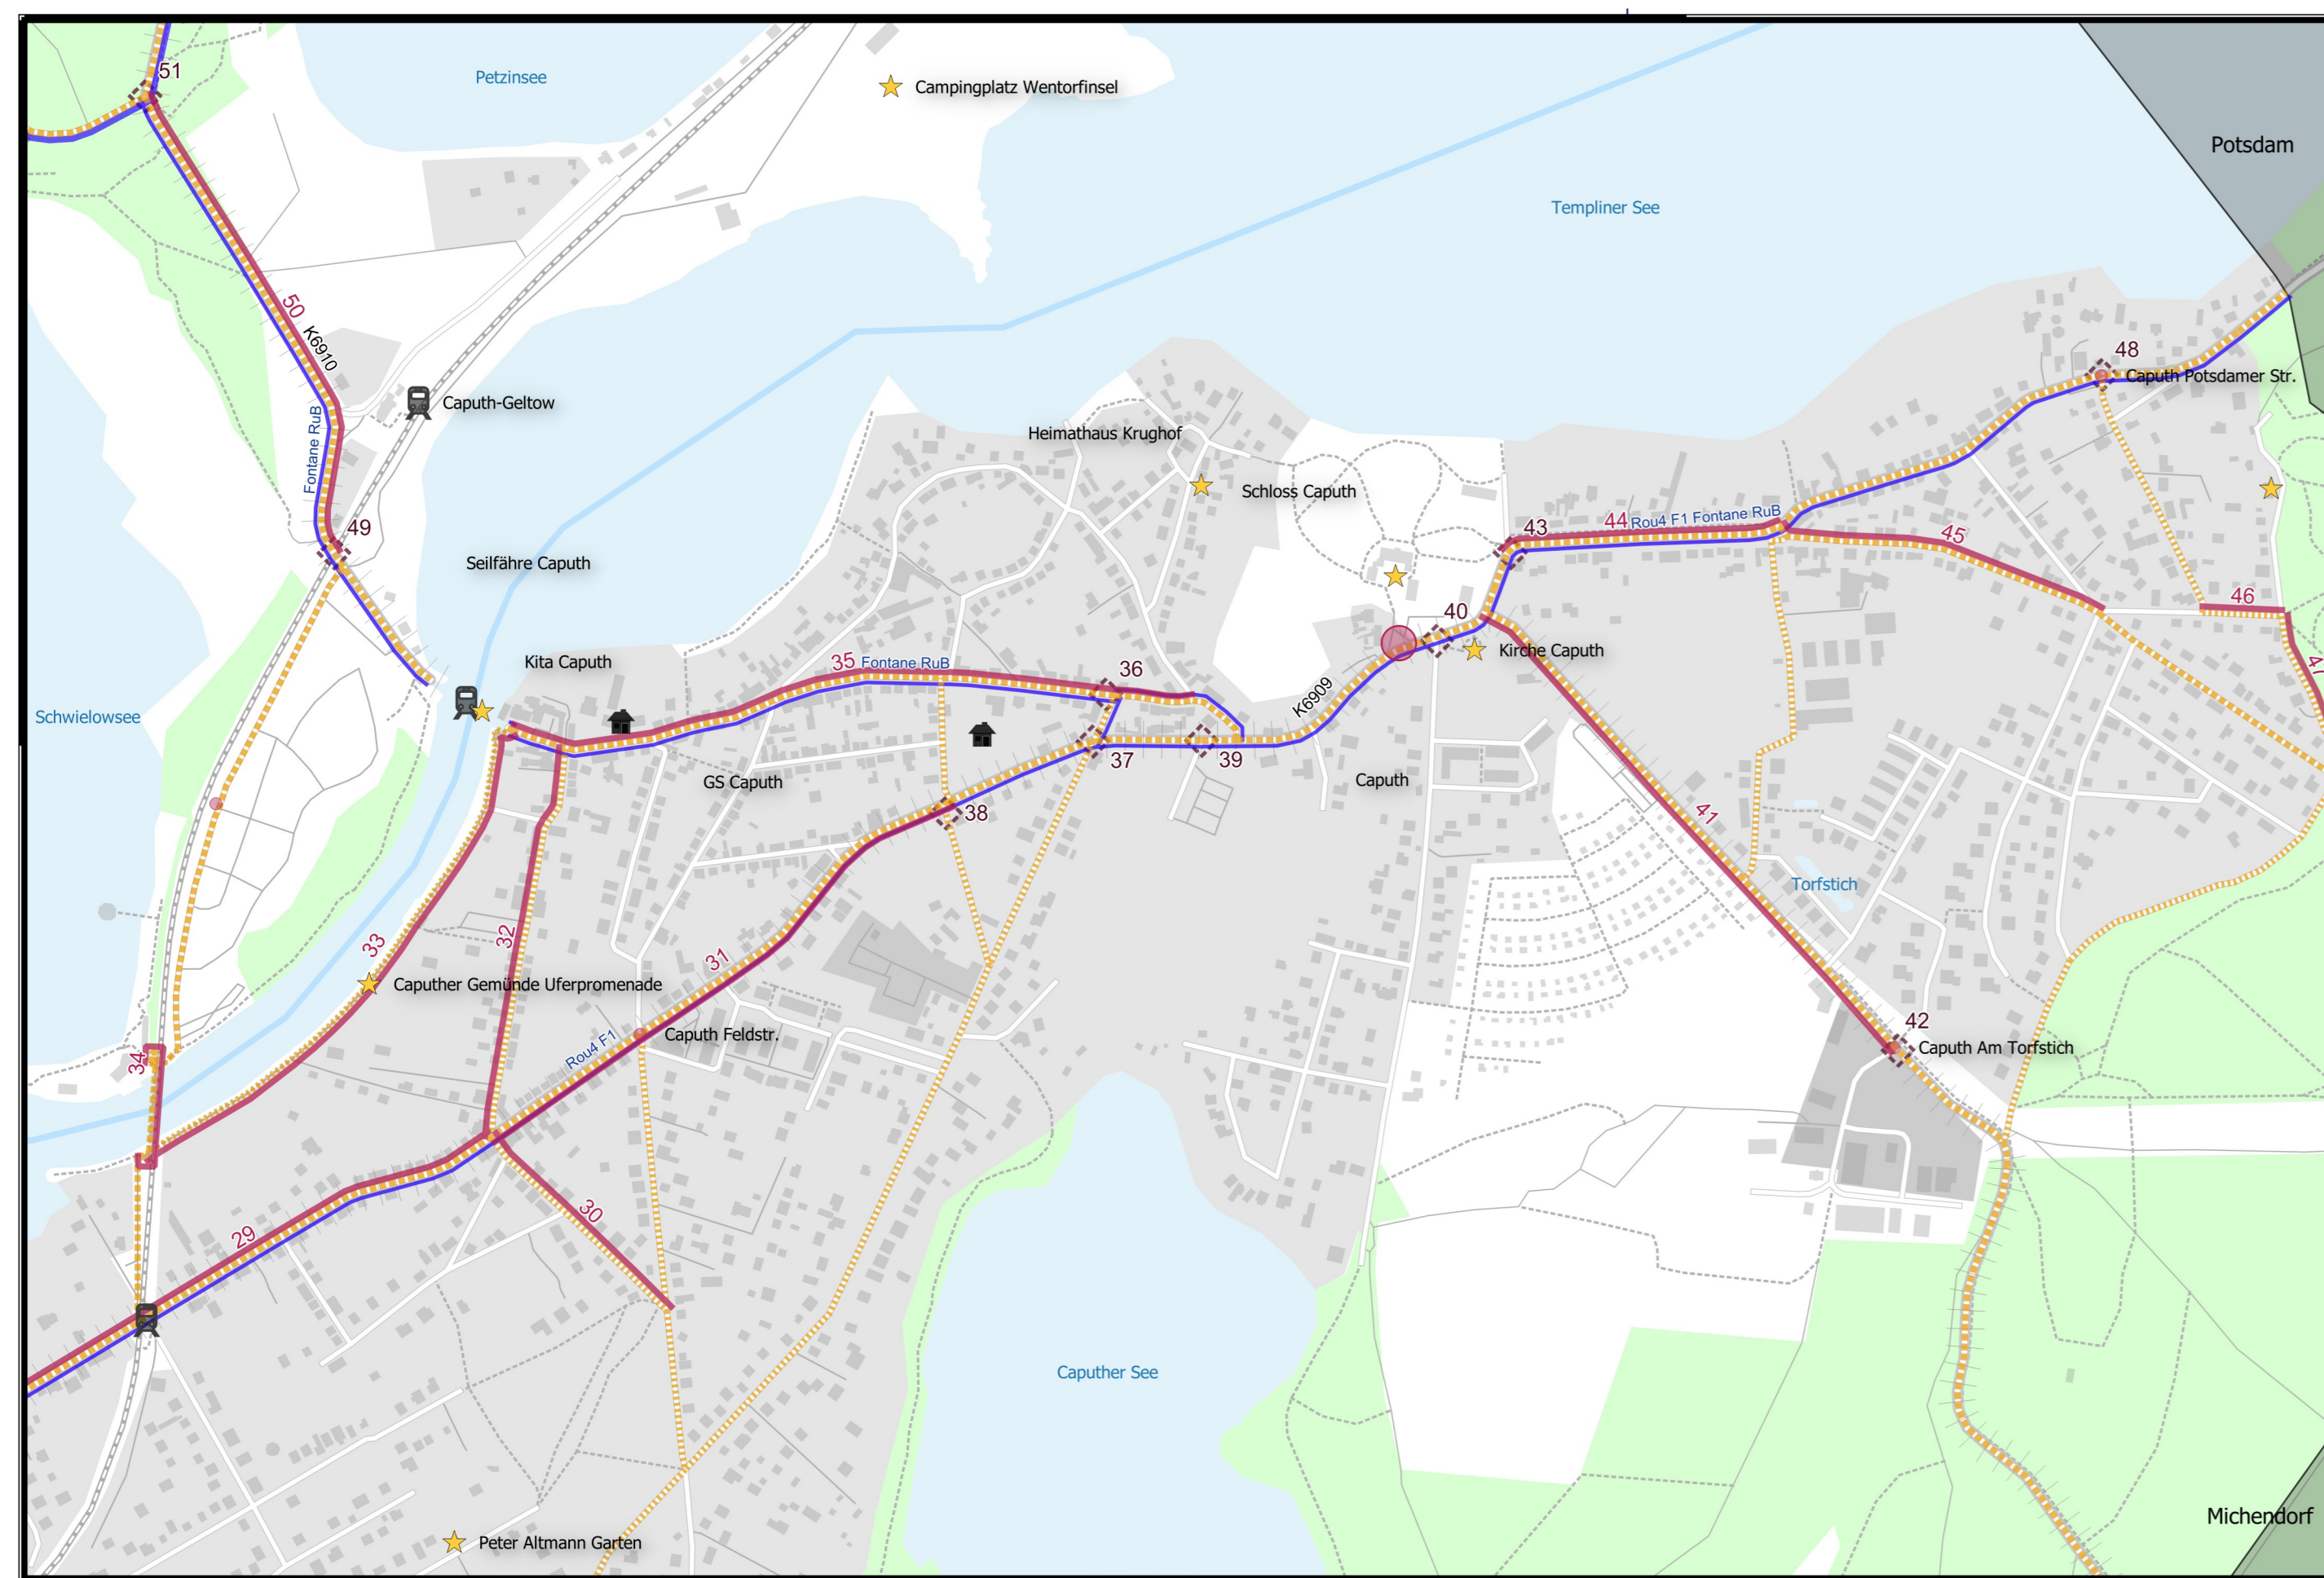 51
Petzinsee
Campingplatz Wentorfinsel
Potsdam
Templiner See
50
K6910
48
Caputh Potsdamer Str.
Caputh-Geltow
Fontane RuB
Heimathaus Krughof
Schloss Caputh
49
43
44
Rou4 F1 Fontane RuB
45
Seilfähre Caputh
46
40
Kirche Caputh
Kita Caputh
35
Fontane RuB
36
47
K6909
Schwielowsee
37
39
GS Caputh
Caputh
38
41
Torfstich
33
32
31
Caputher Gemünde Uferpromenade
Rou4 F1
Caputh Feldstr.
42
Caputh Am Torfstich
34
30
29
Caputher See
Michendorf
Peter Altmann Garten